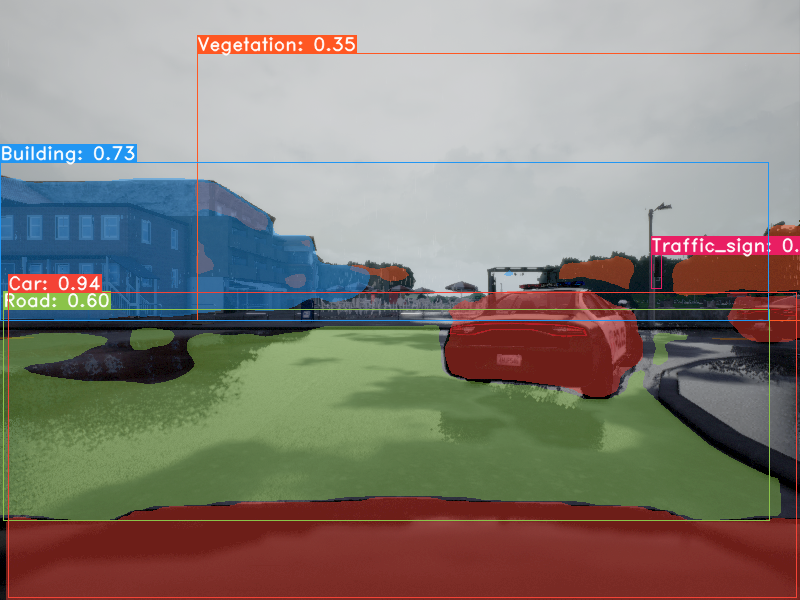 Vegetation: 0.35
Building: 0.73
Traffic_sign: 0.
Car: 0.94
Road: 0.60